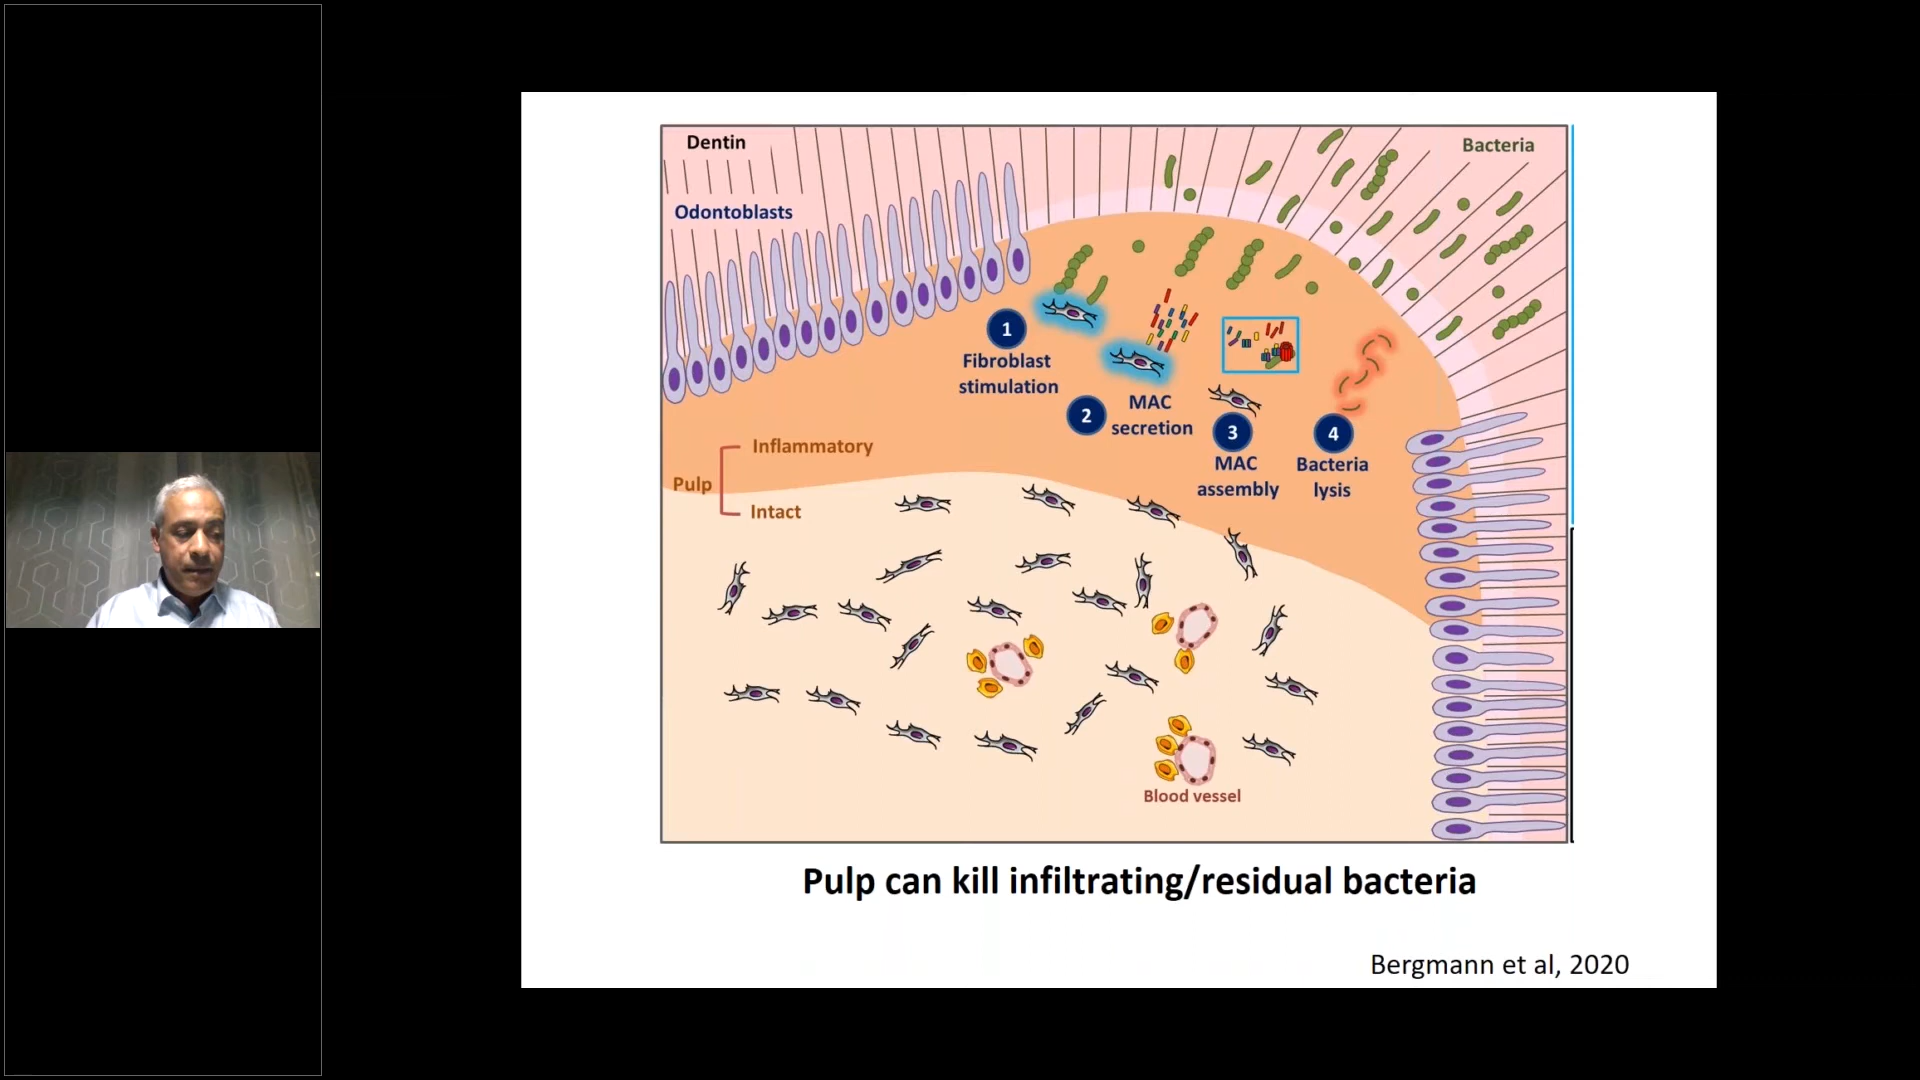 Dentin
Bacteria
Odontoblasts
1
Fibroblast
stimulation
2
MAC
secretion
3
MAC
assembly
4
Bacteria
lysis
Pulp
Inflammatory
Intact
Blood vessel
Pulp can kill infiltrating/residual bacteria
Bergmann et al, 2020